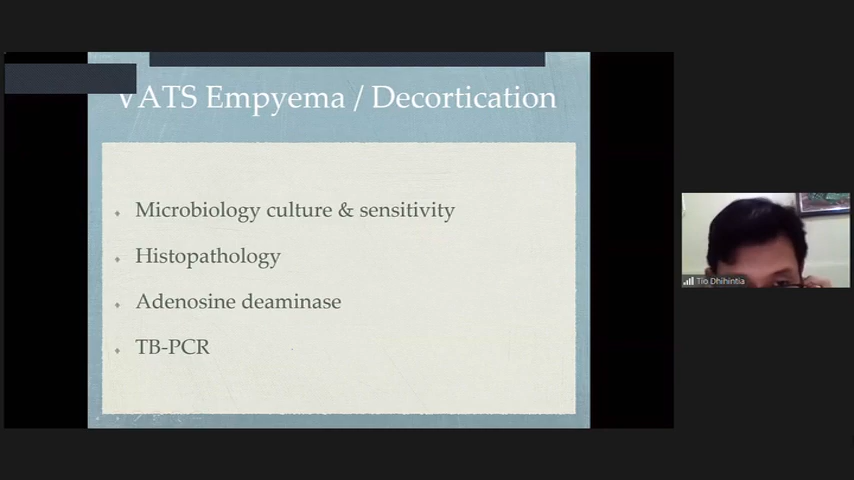 VATS Empyema / Decortication
Microbiology culture & sensitivity
Histopathology
Adenosine deaminase
TB-PCR
Tio Dhihintia